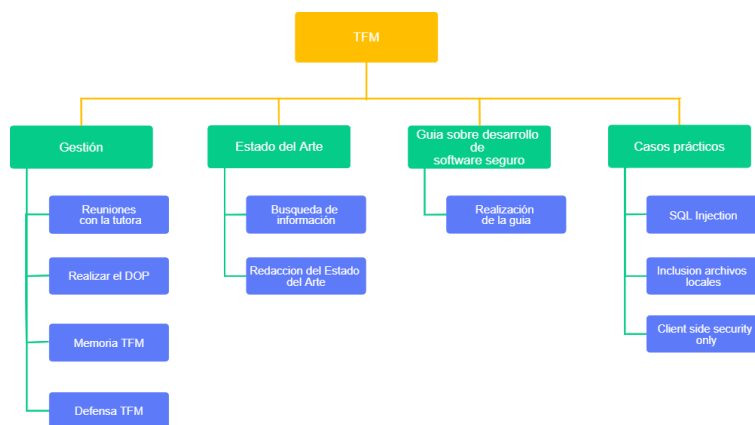 TFM
Gestión
Estado del Arte
Guia sobre desarrollo
de
software seguro
Casos prácticos
Reuniones
con la tutora
Realizar el DOP
Memoria TFM
Defensa TFM
Busqueda de
información
Redaccion del Estado
del Arte
Realización
de la guia
SQL Injection
Inclusion archivos
locales
Client side security
only